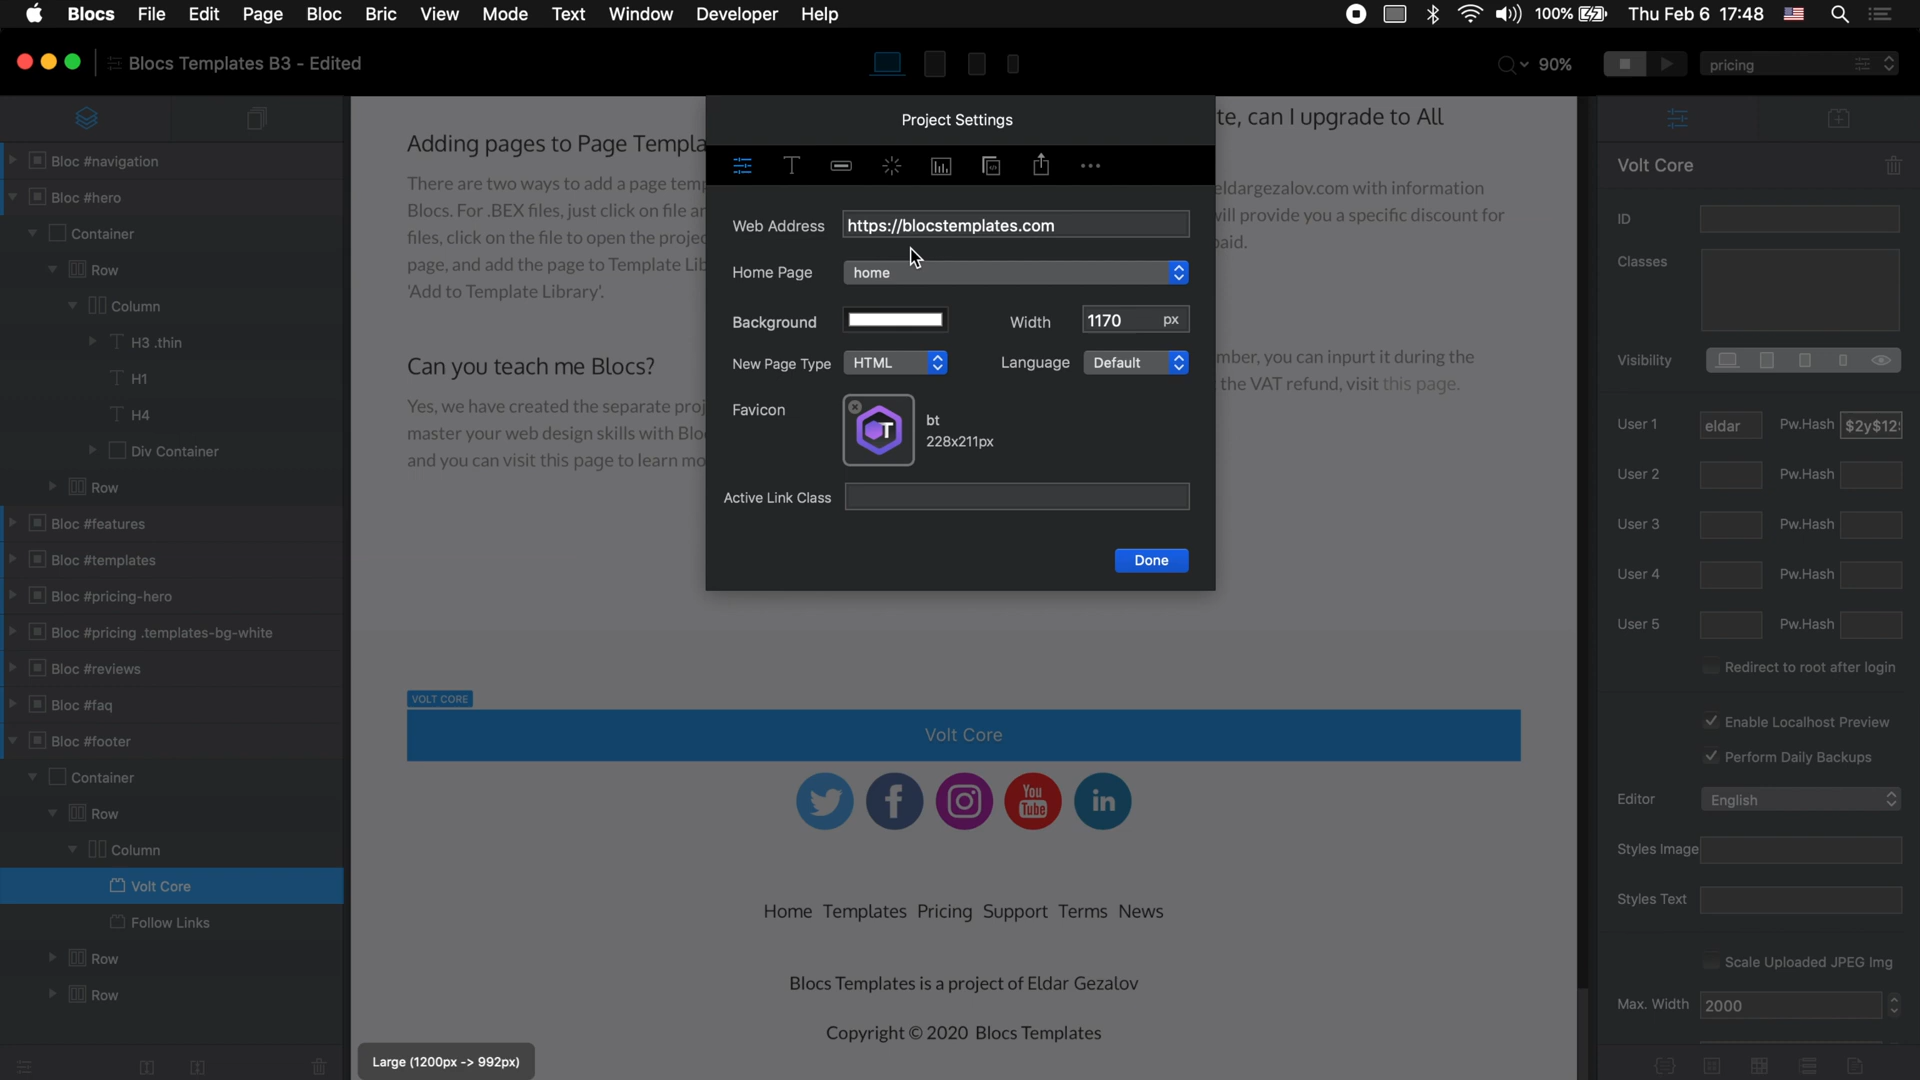 Blocs File Edit Page Bloc Bric View Mode Text Window Developer Help 100% Thu Feb 6 17:48
Blocs Templates B3 - Edited
90%
pricing
Bloc #navigation
Bloc #hero
Container
Row
Column
H3 .thin
H1
H4
Div Container
Row
Bloc #features
Bloc #templates
Bloc #pricing-hero
Bloc #pricing .templates-bg-white
Bloc #reviews
Bloc #faq
Bloc #footer
Container
Row
Column
Volt Core
Follow Links
Row
Row
Adding pages to Page Templa
There are two ways to add a page temp
Blocs. For .BEX files, just click on file ar
files, click on the file to open the projec
page, and add the page to Template Lib
'Add to Template Library'.
Can you teach me Blocs?
Yes, we have created the separate proj
master your web design skills with Blo
and you can visit this page to learn mo
te, can I upgrade to All
eldargezalov.com with information
will provide you a specific discount for
paid.
mber, you can inpurt it during the
the VAT refund, visit this page.
Project Settings
Web Address https://blocstemplates.com
Home Page home
Background Width 1170 px
New Page Type HTML Language Default
Favicon
T
bt
228x211px
Active Link Class
Done
VOLT CORE
Volt Core
You
Tube
in
Home Templates Pricing Support Terms News
Blocs Templates is a project of Eldar Gezalov
Copyright © 2020 Blocs Templates
Large (1200px -> 992px)
Volt Core
ID
Classes
Visibility
User 1 eldar Pw.Hash $2y$12
User 2 Pw.Hash
User 3 Pw.Hash
User 4 Pw.Hash
User 5 Pw.Hash
Redirect to root after login
Enable Localhost Preview
Perform Daily Backups
Editor English
Styles Image
Styles Text
Scale Uploaded JPEG Img
Max. Width 2000